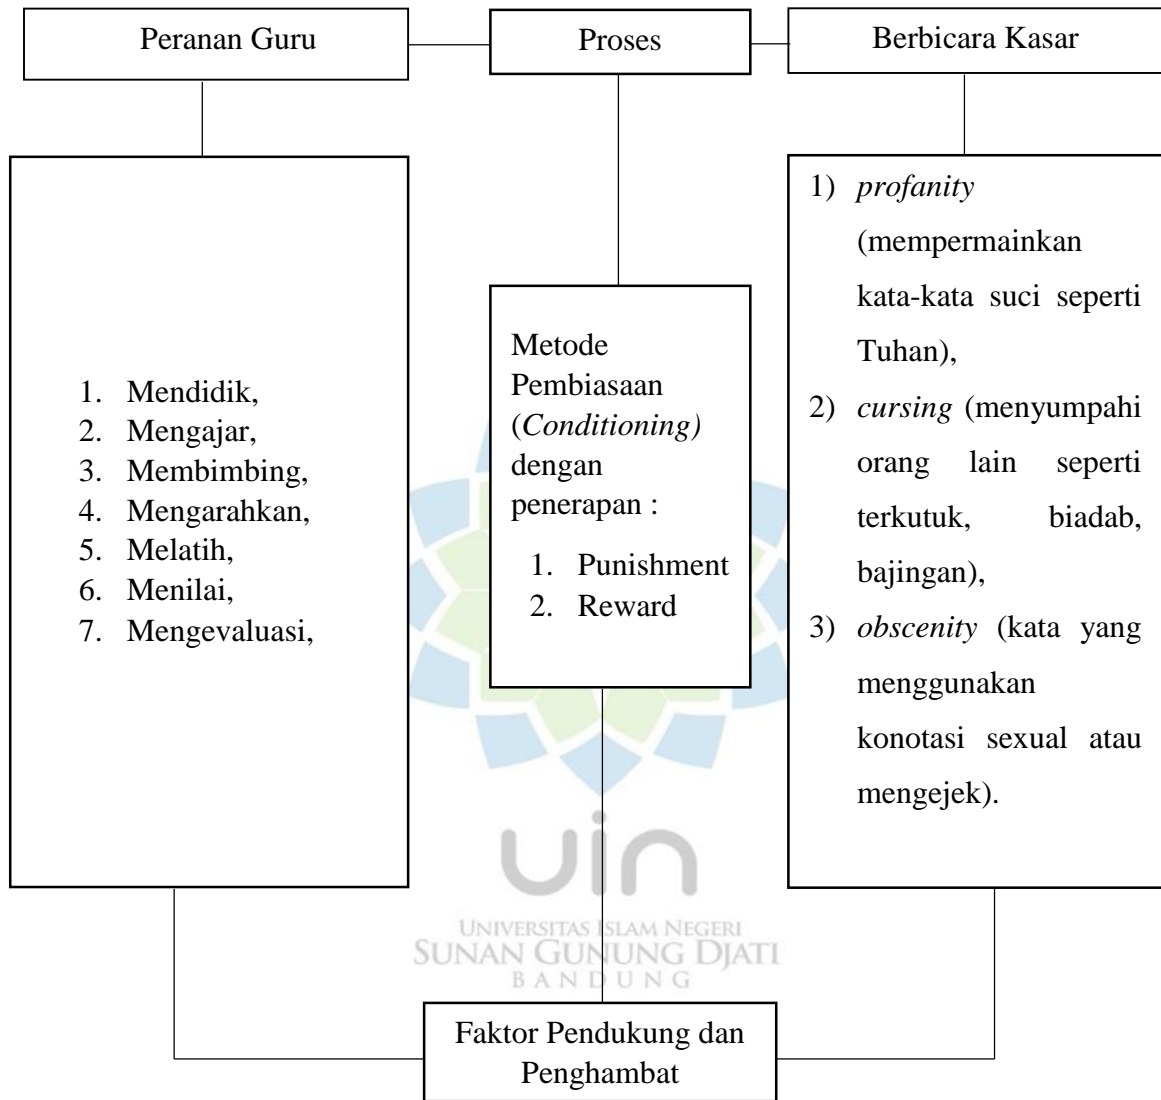 Peranan Guru
Proses
Berbicara Kasar
1. Mendidik,
2. Mengajar,
3. Membimbing,
4. Mengarahkan,
5. Melatih,
6. Menilai,
7. Mengevaluasi,
Metode
Pembiasaan
(Conditioning)
dengan
penerapan :
1. Punishment
2. Reward
1) profanity
(mempermainkan
kata-kata suci seperti
Tuhan),
2) cursing (menyumpahi
orang lain seperti
terkutuk, biadab,
bajingan),
3) obscenity (kata yang
menggunakan
konotasi sexual atau
mengejek).
uin
UNIVERSITAS ISLAM NEGERI
SUNAN GUNUNG DJATI
BANDUNG
Faktor Pendukung dan
Penghambat